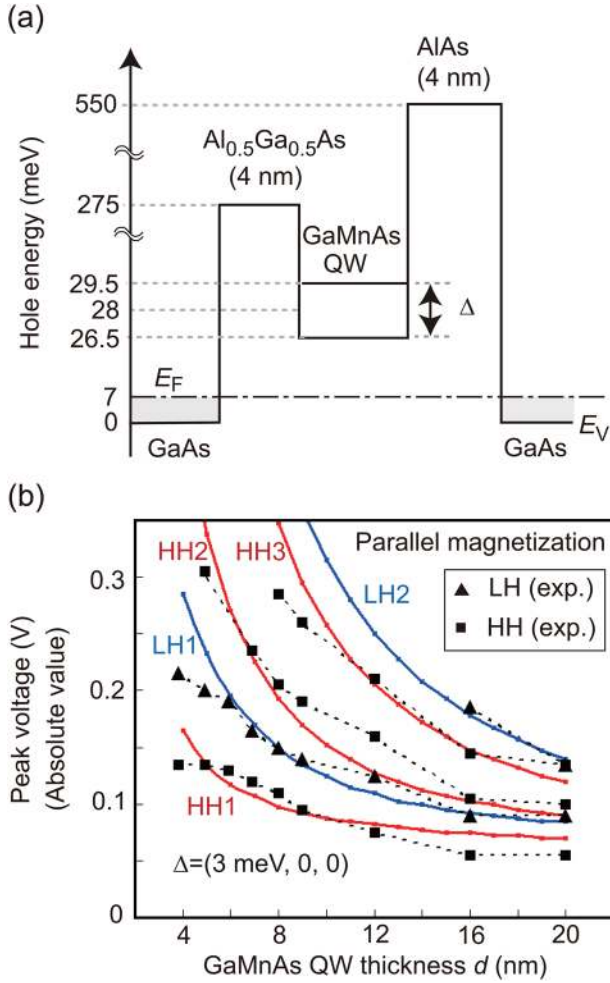 (a)
Hole energy (meV)
550
275
29.5
28
26.5
7
0
AlAs
(4 nm)
Al0.5Ga0.5As
(4 nm)
GaMnAs
QW
Δ
EF
EV
GaAs
GaAs
(b)
Peak voltage (V)
(Absolute value)
0.3
0.2
0.1
0
HH2
HH3
Parallel magnetization
LH (exp.)
HH (exp.)
LH2
LH1
HH1
Δ=(3 meV, 0, 0)
4 8 12 16 20
GaMnAs QW thickness d (nm)